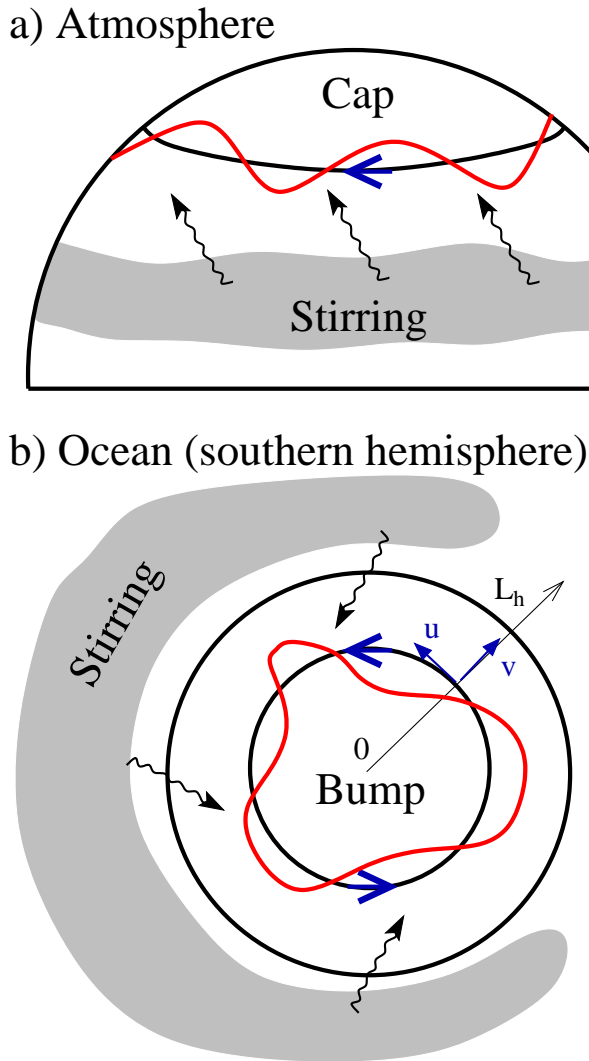 a) Atmosphere
Cap
Stirring
b) Ocean (southern hemisphere)
Stirring
L_h
u
v
0
Bump